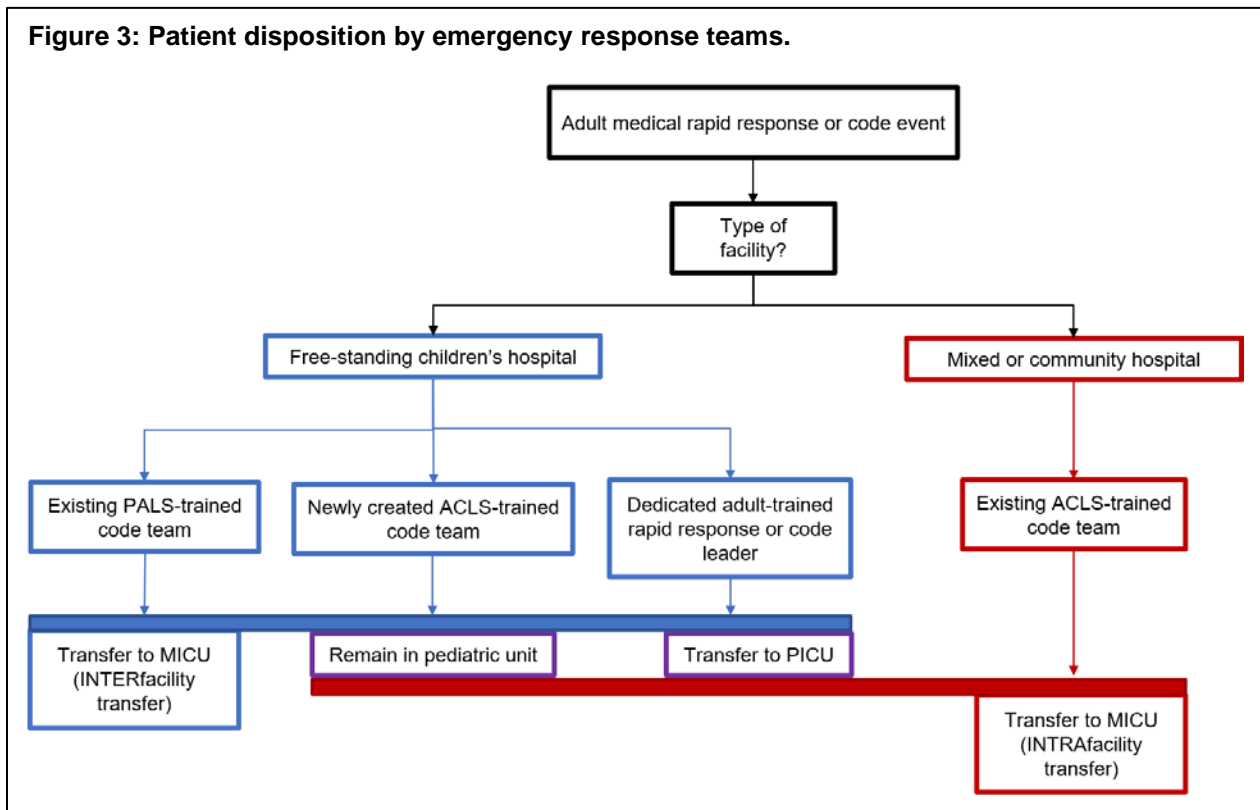 Figure 3: Patient disposition by emergency response teams.
Adult medical rapid response or code event
Type of
facility?
Free-standing children's hospital
Mixed or community hospital
Existing PALS-trained
code team
Newly created ACLS-trained
code team
Dedicated adult-trained
rapid response or code
leader
Existing ACLS-trained
code team
Transfer to MICU
(INTERfacility
transfer)
Remain in pediatric unit
Transfer to PICU
Transfer to MICU
(INTRAfacility
transfer)